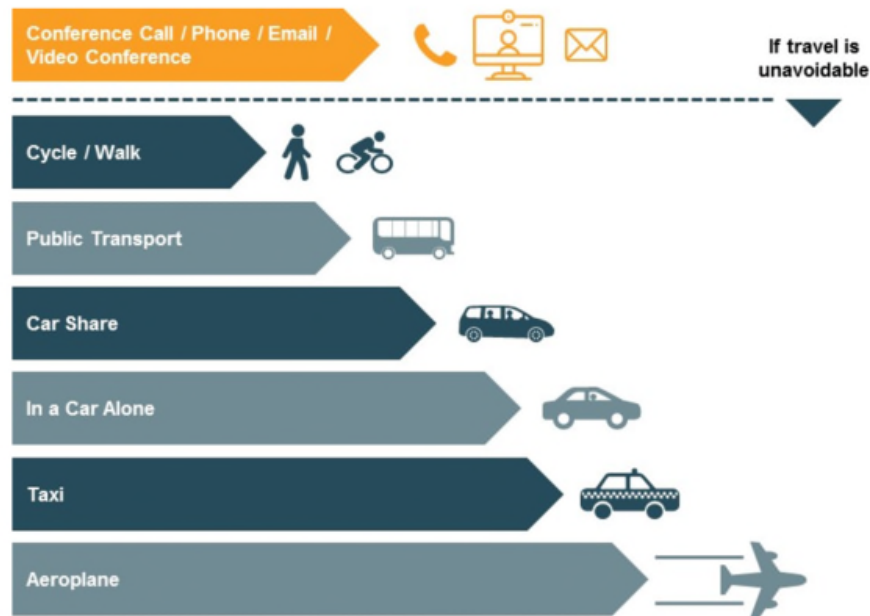 Conference Call / Phone / Email /
Video Conference
If travel is
unavoidable
Cycle / Walk
Public Transport
Car Share
In a Car Alone
Taxi
Aeroplane